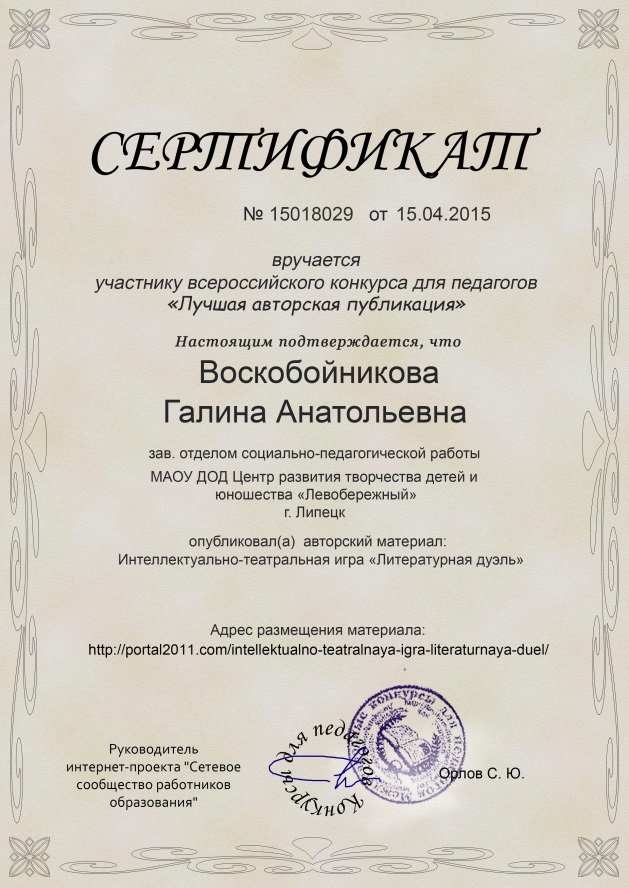 СЕРТИФИКАТ
№ 15018029 от 15.04.2015
вручается
участнику всероссийского конкурса для педагогов
«Лучшая авторская публикация»
Настоящим подтверждается, что
Воскобойникова
Галина Анатольевна
зав. отделом социально-педагогической работы
МАОУ ДОД Центр развития творчества детей и
юношества «Левобережный»
г. Липецк
опубликовал(а) авторский материал:
Интеллектуально-театральная игра «Литературная дуэль»
Адрес размещения материала:
http://portal2011.com/intellektualno-teatralnaya-igra-literaturnaya-duel/
Руководитель
интернет-проекта "Сетевое
сообщество работников
образования"
Конкурсы для педагогов
конкурсы для педагогов
Орлов С. Ю.